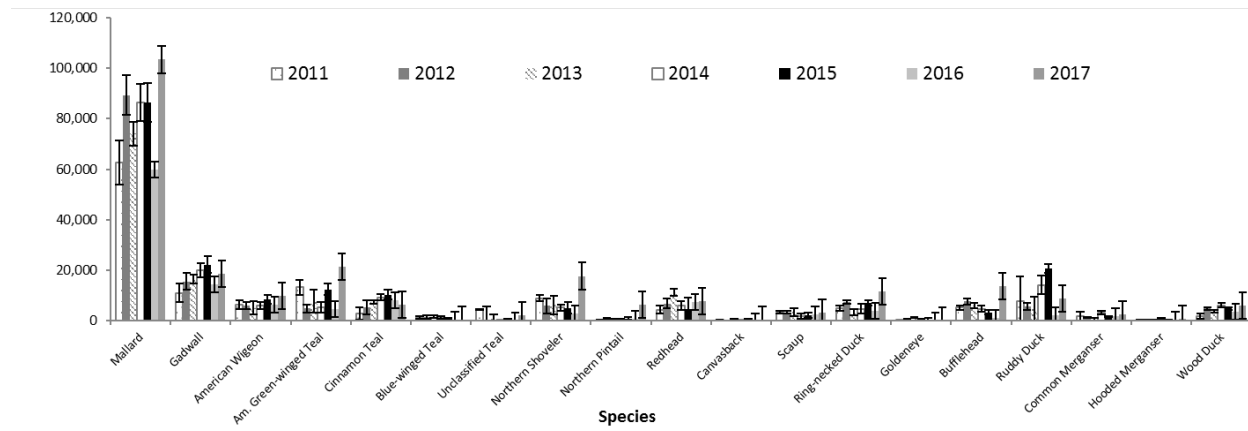 120,000
100,000
80,000
60,000
40,000
20,000
0
2011 2012 2013 2014 2015 2016 2017
Mallard
Gadwall
American Wigeon
Am. Green-winged Teal
Cinnamon Teal
Blue-winged Teal
Unclassified Teal
Northern Shoveler
Northern Pintail
Redhead
Canvasback
Scaup
Ring-necked Duck
Goldeneye
Bufflehead
Ruddy Duck
Common Merganser
Hooded Merganser
Wood Duck
Species